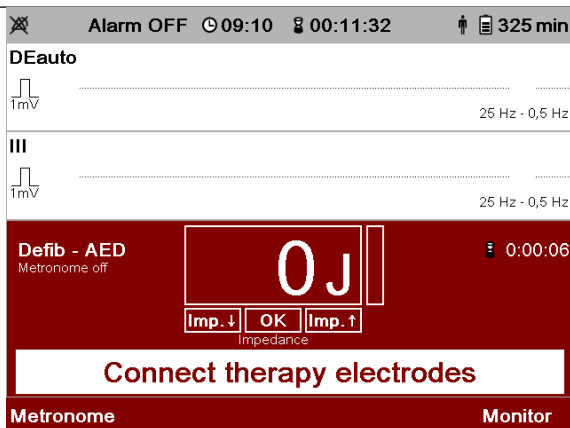 Alarm OFF 09:10 00:11:32 325 min
DEauto
1mV
25 Hz - 0,5 Hz
III
1mV
25 Hz - 0,5 Hz
Defib - AED 0 J 0:00:06
Metronome off
Imp.↓ OK Imp.↑
Impedance
Connect therapy electrodes
Metronome Monitor